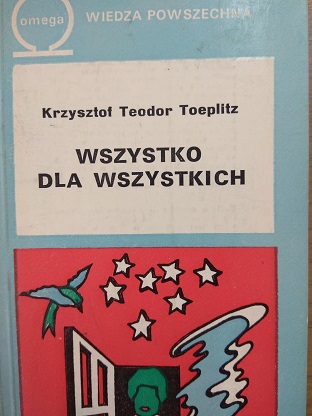 omega WIEDZA POWSZECHNA
Krzysztof Teodor Toeplitz
WSZYSTKO
DLA WSZYSTKICH